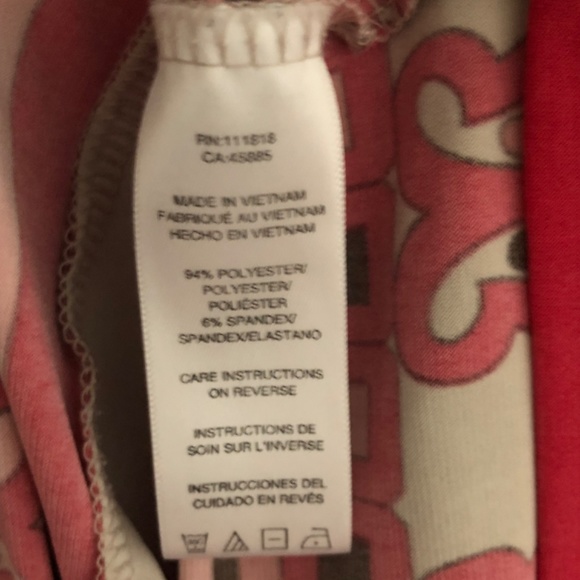 RN:111818
CA:45885
MADE IN VIETNAM
FABRIQUÉ AU VIETNAM
HECHO EN VIETNAM
94% POLYESTER/
POLYESTER/
POLIÉSTER
6% SPANDEX/
SPANDEX/ELASTANO
CARE INSTRUCTIONS
ON REVERSE
INSTRUCTIONS DE
SOIN SUR L'INVERSE
INSTRUCCIONES DEL
CUIDADO EN REVÉS